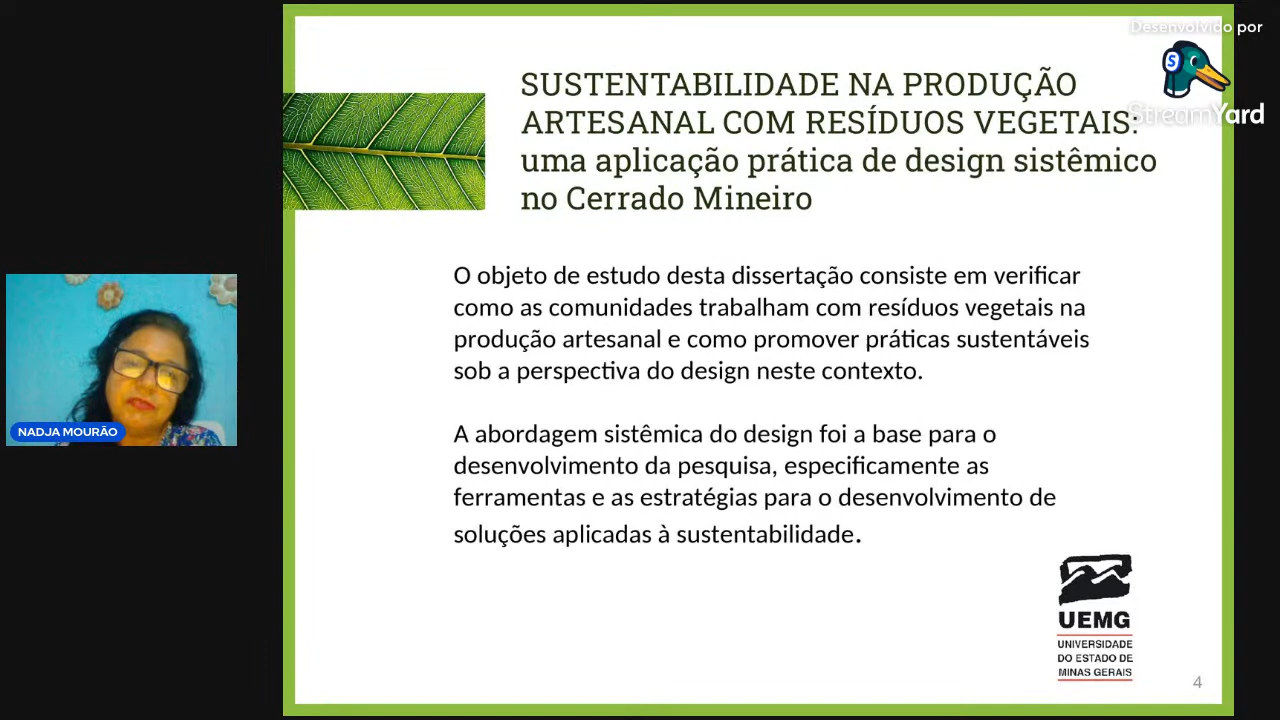 Desenvolvido por
StreamYard
SUSTENTABILIDADE NA PRODUÇÃO
ARTESANAL COM RESÍDUOS VEGETAIS:
uma aplicação prática de design sistêmico
no Cerrado Mineiro
O objeto de estudo desta dissertação consiste em verificar
como as comunidades trabalham com resíduos vegetais na
produção artesanal e como promover práticas sustentáveis
sob a perspectiva do design neste contexto.
A abordagem sistêmica do design foi a base para o
desenvolvimento da pesquisa, especificamente as
ferramentas e as estratégias para o desenvolvimento de
soluções aplicadas à sustentabilidade.
NADJA MOURÃO
UEMG
UNIVERSIDADE
DO ESTADO DE
MINAS GERAIS
4